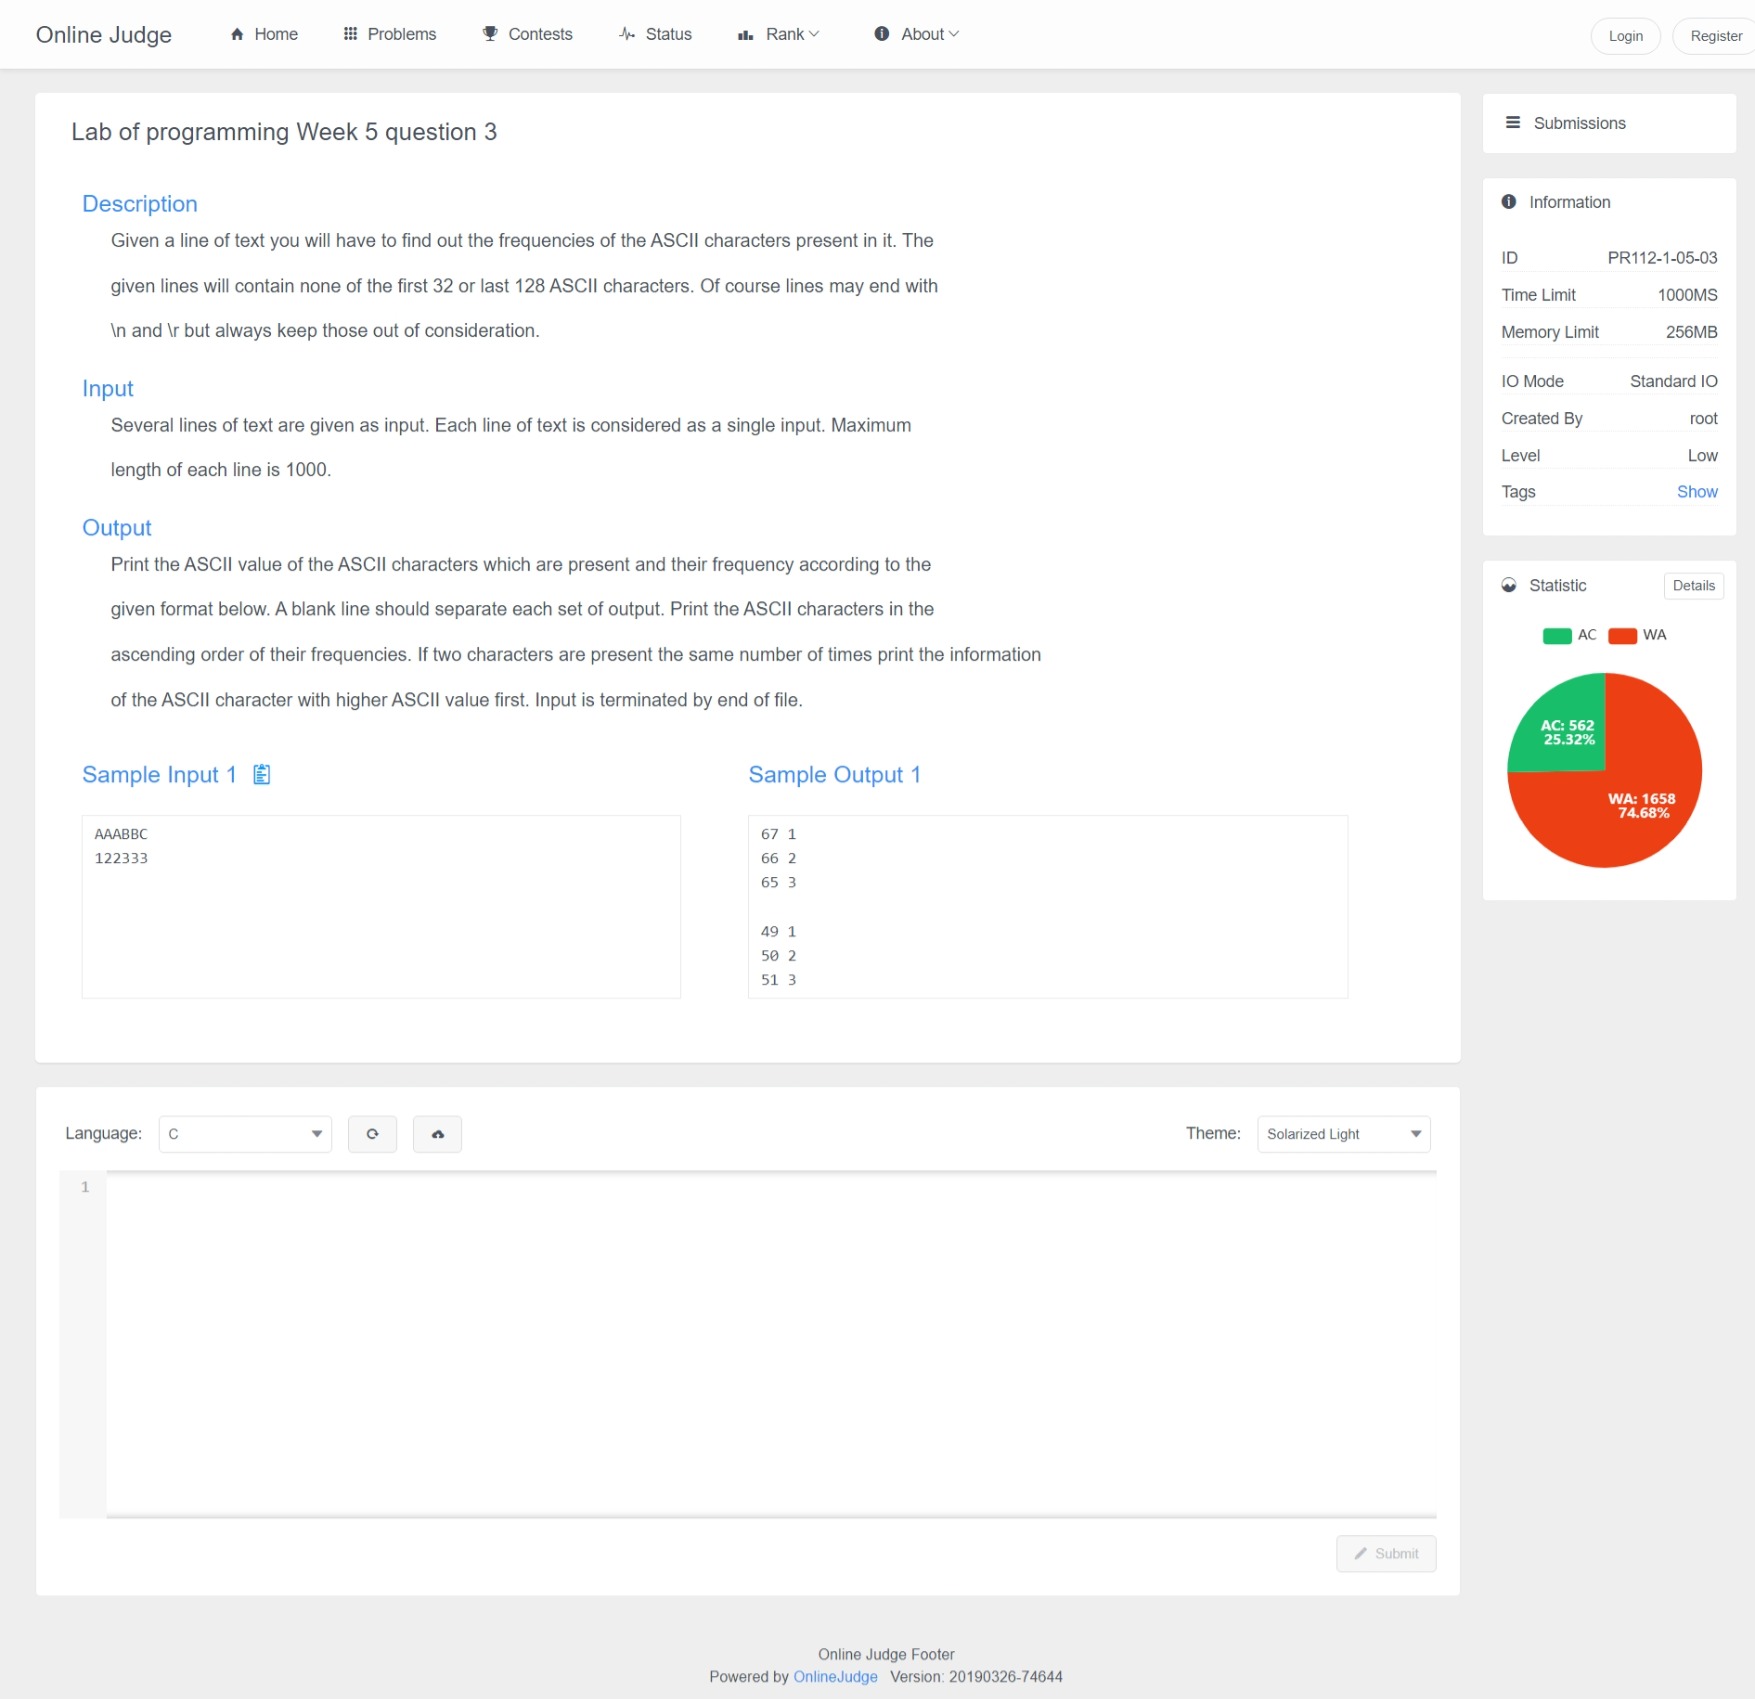 Online Judge Home Problems Contests Status Rank About Login Register
Lab of programming Week 5 question 3
Description
Given a line of text you will have to find out the frequencies of the ASCII characters present in it. The
given lines will contain none of the first 32 or last 128 ASCII characters. Of course lines may end with
\n and \r but always keep those out of consideration.
Input
Several lines of text are given as input. Each line of text is considered as a single input. Maximum
length of each line is 1000.
Output
Print the ASCII value of the ASCII characters which are present and their frequency according to the
given format below. A blank line should separate each set of output. Print the ASCII characters in the
ascending order of their frequencies. If two characters are present the same number of times print the information
of the ASCII character with higher ASCII value first. Input is terminated by end of file.
Sample Input 1
AAABBC
122333
Sample Output 1
67 1
66 2
65 3
49 1
50 2
51 3
Language: C
Theme: Solarized Light
1
Submit
Submissions
Information
ID PR112-1-05-03
Time Limit 1000MS
Memory Limit 256MB
IO Mode Standard IO
Created By root
Level Low
Tags Show
Statistic Details
AC WA
AC: 562
25.32%
WA: 1658
74.68%
Online Judge Footer
Powered by OnlineJudge Version: 20190326-74644